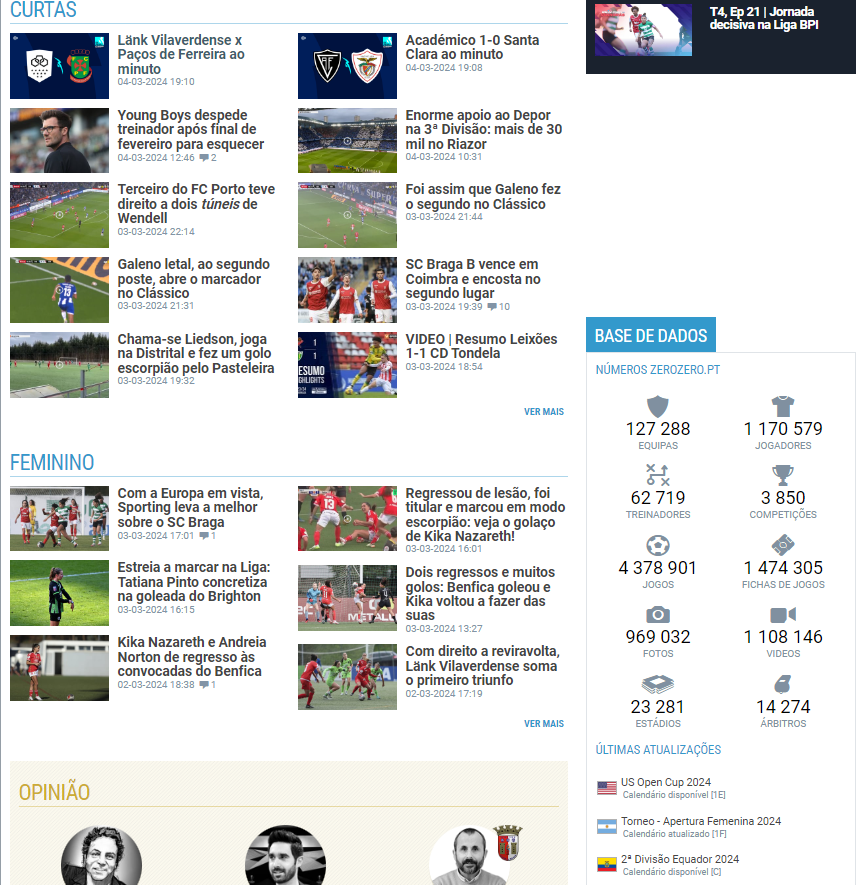 CURTAS
Länk Vilaverdense x
Paços de Ferreira ao
minuto
04-03-2024 19:10
Académico 1-0 Santa
Clara ao minuto
04-03-2024 19:08
Young Boys despede
treinador após final de
fevereiro para esquecer
04-03-2024 12:46 2
Enorme apoio ao Depor
na 3ª Divisão: mais de 30
mil no Riazor
04-03-2024 10:31
Terceiro do FC Porto teve
direito a dois túneis de
Wendell
03-03-2024 22:14
Foi assim que Galeno fez
o segundo no Clássico
03-03-2024 21:44
Galeno letal, ao segundo
poste, abre o marcador
no Clássico
03-03-2024 21:31
SC Braga B vence em
Coimbra e encosta no
segundo lugar
03-03-2024 19:39 10
Chama-se Liedson, joga
na Distrital e fez um golo
escorpião pelo Pasteleira
03-03-2024 19:32
1
1
ESUMO
HIGHLIGHTS
VIDEO | Resumo Leixões
1-1 CD Tondela
03-03-2024 18:54
VER MAIS
FEMININO
Com a Europa em vista,
Sporting leva a melhor
sobre o SC Braga
03-03-2024 17:01 1
Regressou de lesão, foi
titular e marcou em modo
escorpião: veja o golaço
de Kika Nazareth!
03-03-2024 16:01
Estreia a marcar na Liga:
Tatiana Pinto concretiza
na goleada do Brighton
03-03-2024 16:15
Dois regressos e muitos
golos: Benfica goleou e
Kika voltou a fazer das
suas
03-03-2024 13:27
Kika Nazareth e Andreia
Norton de regresso às
convocadas do Benfica
02-03-2024 18:38 1
Com direito a reviravolta,
Länk Vilaverdense soma
o primeiro triunfo
02-03-2024 17:19
VER MAIS
OPINIÃO
T4, Ep 21 | Jornada
decisiva na Liga BPI
BASE DE DADOS
NÚMEROS ZEROZERO.PT
127 288
EQUIPAS
1 170 579
JOGADORES
62 719
TREINADORES
3 850
COMPETIÇÕES
4 378 901
JOGOS
1 474 305
FICHAS DE JOGOS
969 032
FOTOS
1 108 146
VIDEOS
23 281
ESTÁDIOS
14 274
ÁRBITROS
ÚLTIMAS ATUALIZAÇÕES
US Open Cup 2024
Calendário disponível [1E]
Torneo - Apertura Femenina 2024
Calendário atualizado [1F]
2ª Divisão Equador 2024
Calendário disponível [C]